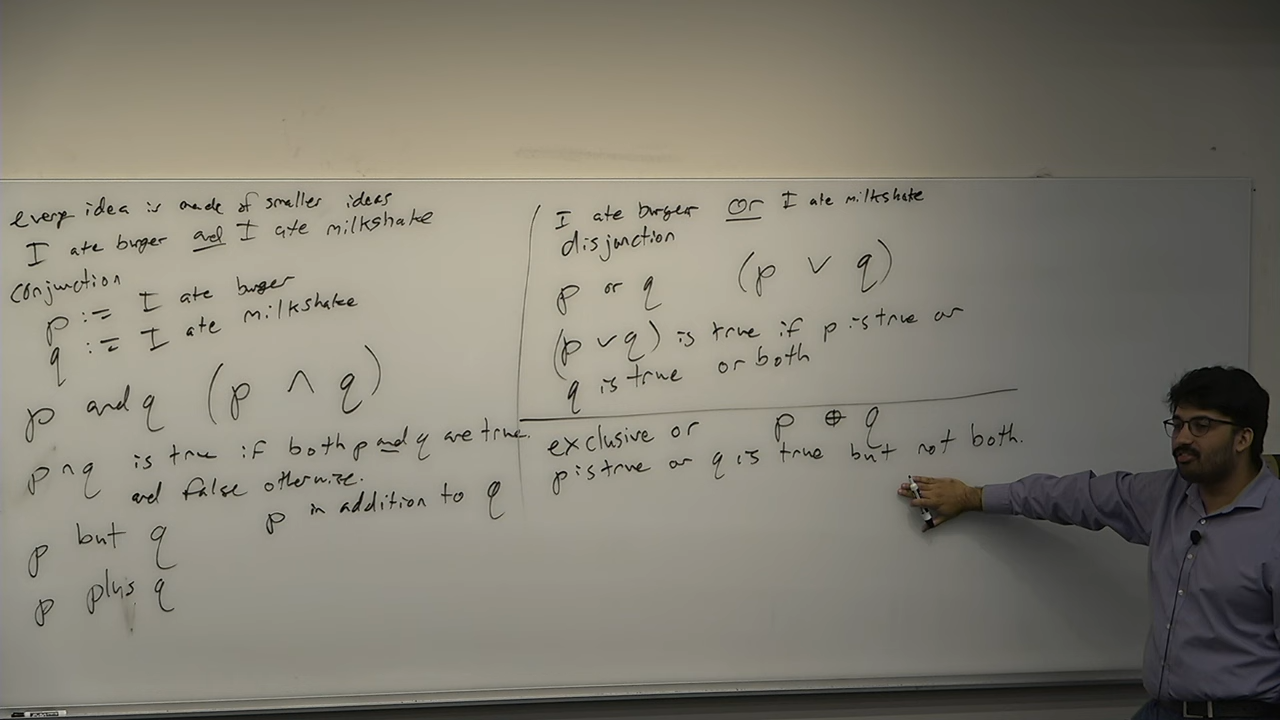 every idea is made of smaller ideas
I ate burger and I ate milkshake
conjunction
p := I ate burger
q := I ate milkshake
p and q (p ∧ q)
p ∧ q is true if both p and q are true.
and false otherwise.
p but q p in addition to q
p plus q
I ate burger or I ate milkshake
disjunction
p or q (p ∨ q)
(p ∨ q) is true if p is true or
q is true or both
exclusive or p ⊕ q
p is true or q is true but not both.